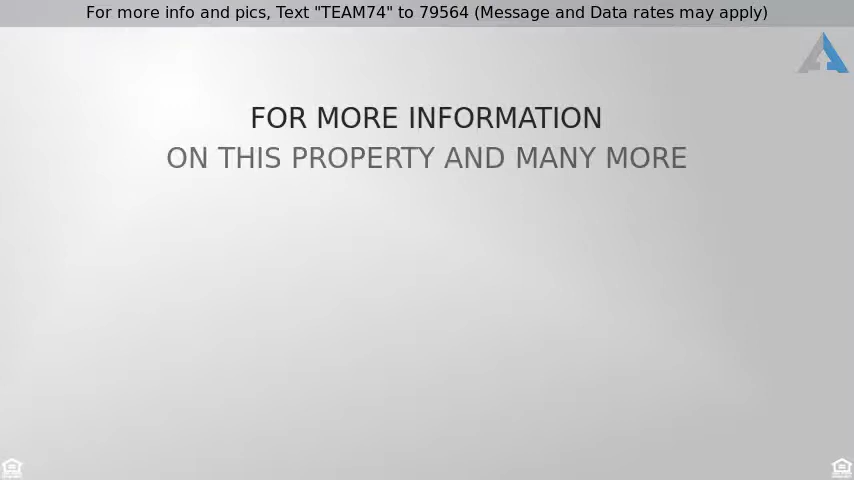 For more info and pics, Text "TEAM74" to 79564 (Message and Data rates may apply)
FOR MORE INFORMATION
ON THIS PROPERTY AND MANY MORE